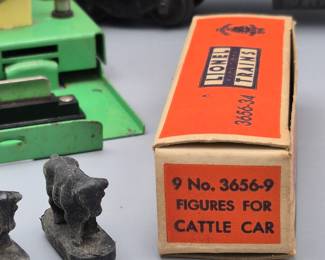 LIONEL
TRAINS
3656-34
9 No. 3656-9
FIGURES FOR
CATTLE CAR